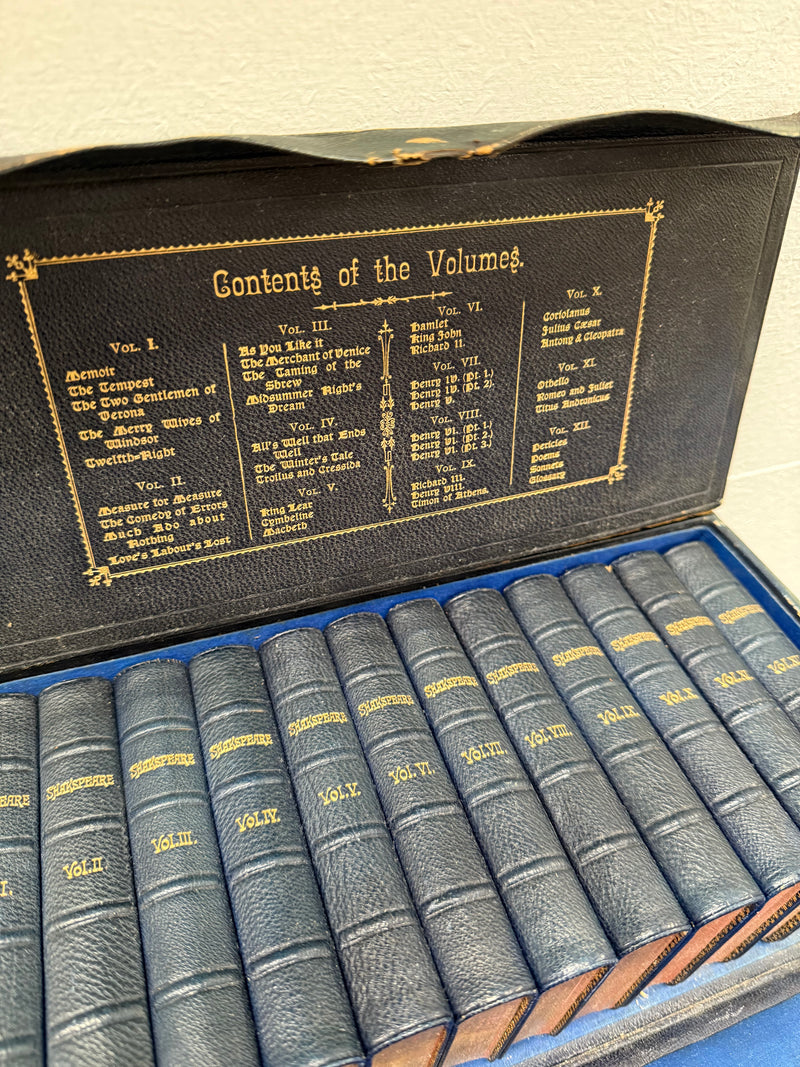 Contents of the Volumes.
Vol. I.
Memoir
The Tempest
The Two Gentlemen of
Verona
The Merry Wives of
Windsor
Twelfth-Night
Vol. II.
Measure for Measure
The Comedy of Errors
Much Ado about
Nothing
Love's Labour's Lost
Vol. III.
As You Like it
The Merchant of Venice
The Taming of the
Shrew
Midsummer Night's
Dream
Vol. IV.
All's Well that Ends
Well
The Winter's Tale
Troilus and Cressida
Vol. V.
King Lear
Cymbeline
Macbeth
Vol. VI.
Hamlet
King John
Richard II.
Vol. VII.
Henry IV. (Pt. 1.)
Henry IV. (Pt. 2).
Henry V.
Vol. VIII.
Henry VI. (Pt. 1.)
Henry VI. (Pt. 2.)
Henry VI. (Pt. 3.)
Vol. IX.
Richard III.
Henry VIII.
Timon of Athens.
Vol. X.
Coriolanus
Julius Cæsar
Antony & Cleopatra
Vol. XI.
Othello
Romeo and Juliet
Titus Andronicus
Vol. XII.
Pericles
Poems
Sonnets
Glossary
EARE
I.
SHAKSPEARE
Vol.II
SHAKSPEARE
Vol.III.
SHAKSPEARE
Vol.IV.
SHAKSPEARE
Vol.V.
SHAKSPEARE
Vol.VI.
SHAKSPEARE
Vol.VII.
SHAKSPEARE
Vol.VIII.
SHAKSPEARE
Vol.IX.
SHAKSPEARE
Vol.X.
SHAKSPEARE
Vol.XI.
SHAKSPEARE